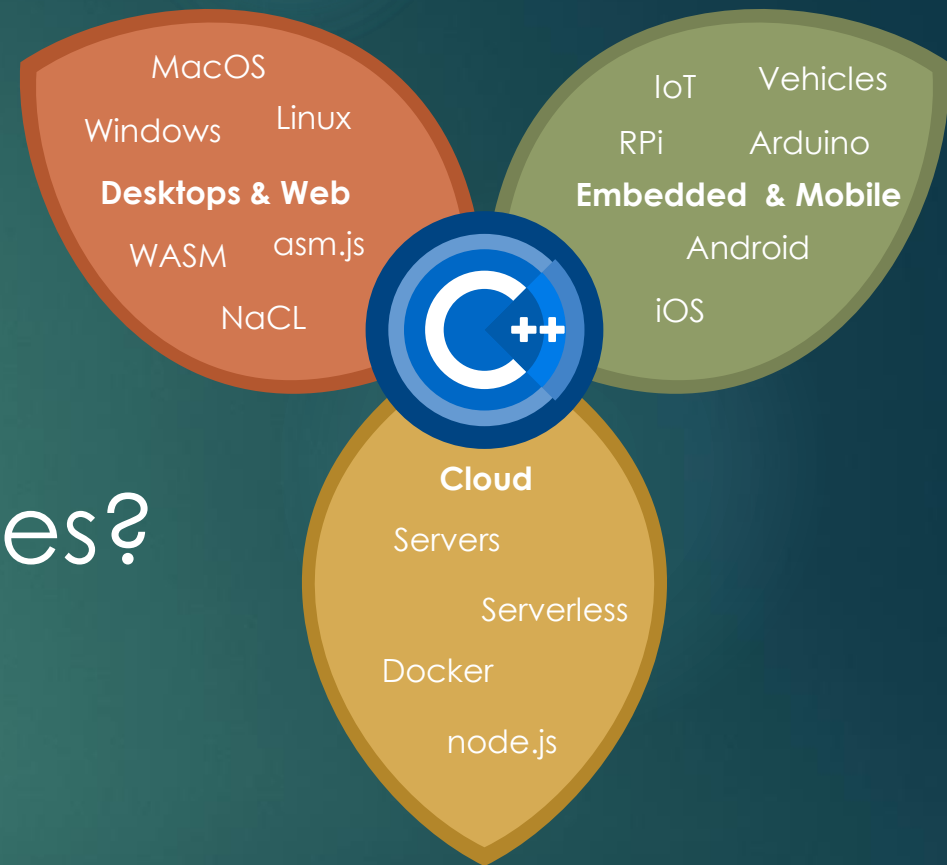 MacOS
Windows
Linux
Desktops & Web
WASM
asm.js
NaCL
IoT
Vehicles
RPi
Arduino
Embedded & Mobile
Android
iOS
C++
Cloud
Servers
Serverless
Docker
node.js
es?